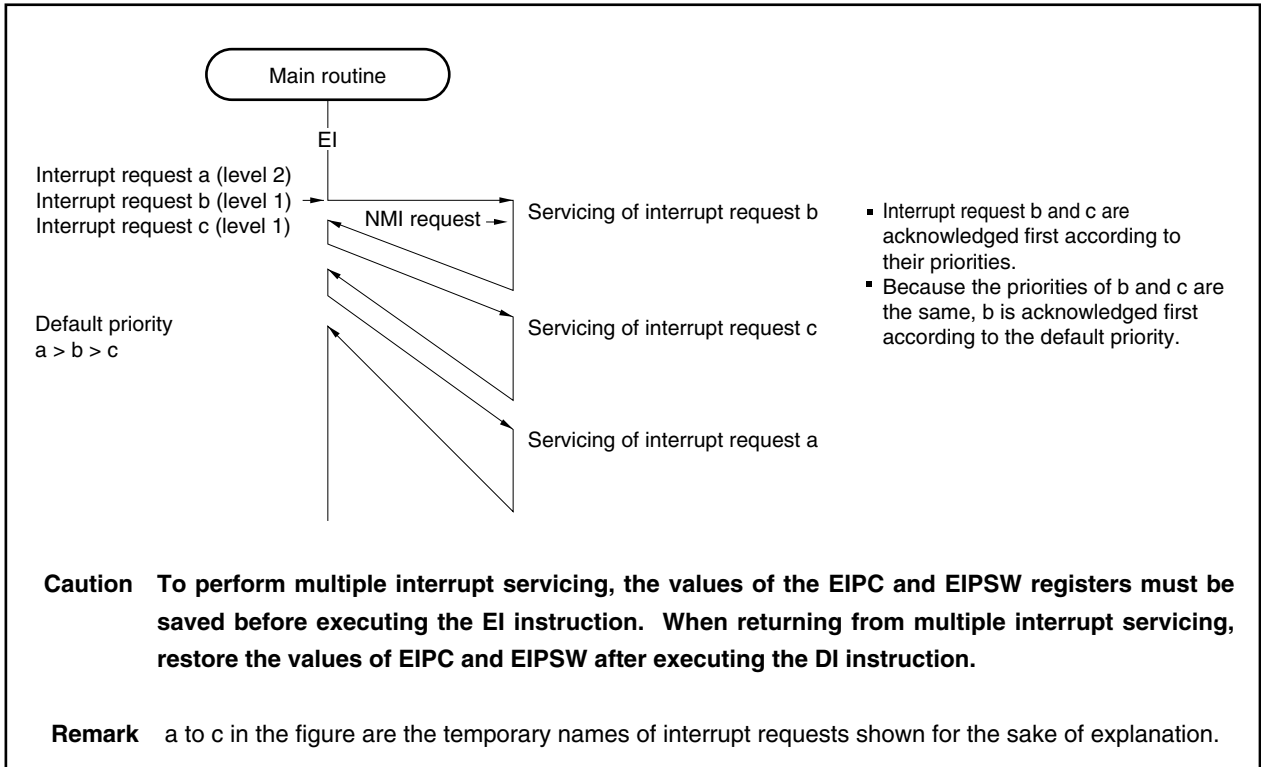 Main routine
EI
Interrupt request a (level 2)
Interrupt request b (level 1)
Interrupt request c (level 1)
NMI request
Servicing of interrupt request b
▪ Interrupt request b and c are
acknowledged first according to
their priorities.
▪ Because the priorities of b and c are
the same, b is acknowledged first
according to the default priority.
Default priority
a > b > c
Servicing of interrupt request c
Servicing of interrupt request a
Caution To perform multiple interrupt servicing, the values of the EIPC and EIPSW registers must be
saved before executing the EI instruction. When returning from multiple interrupt servicing,
restore the values of EIPC and EIPSW after executing the DI instruction.
Remark a to c in the figure are the temporary names of interrupt requests shown for the sake of explanation.